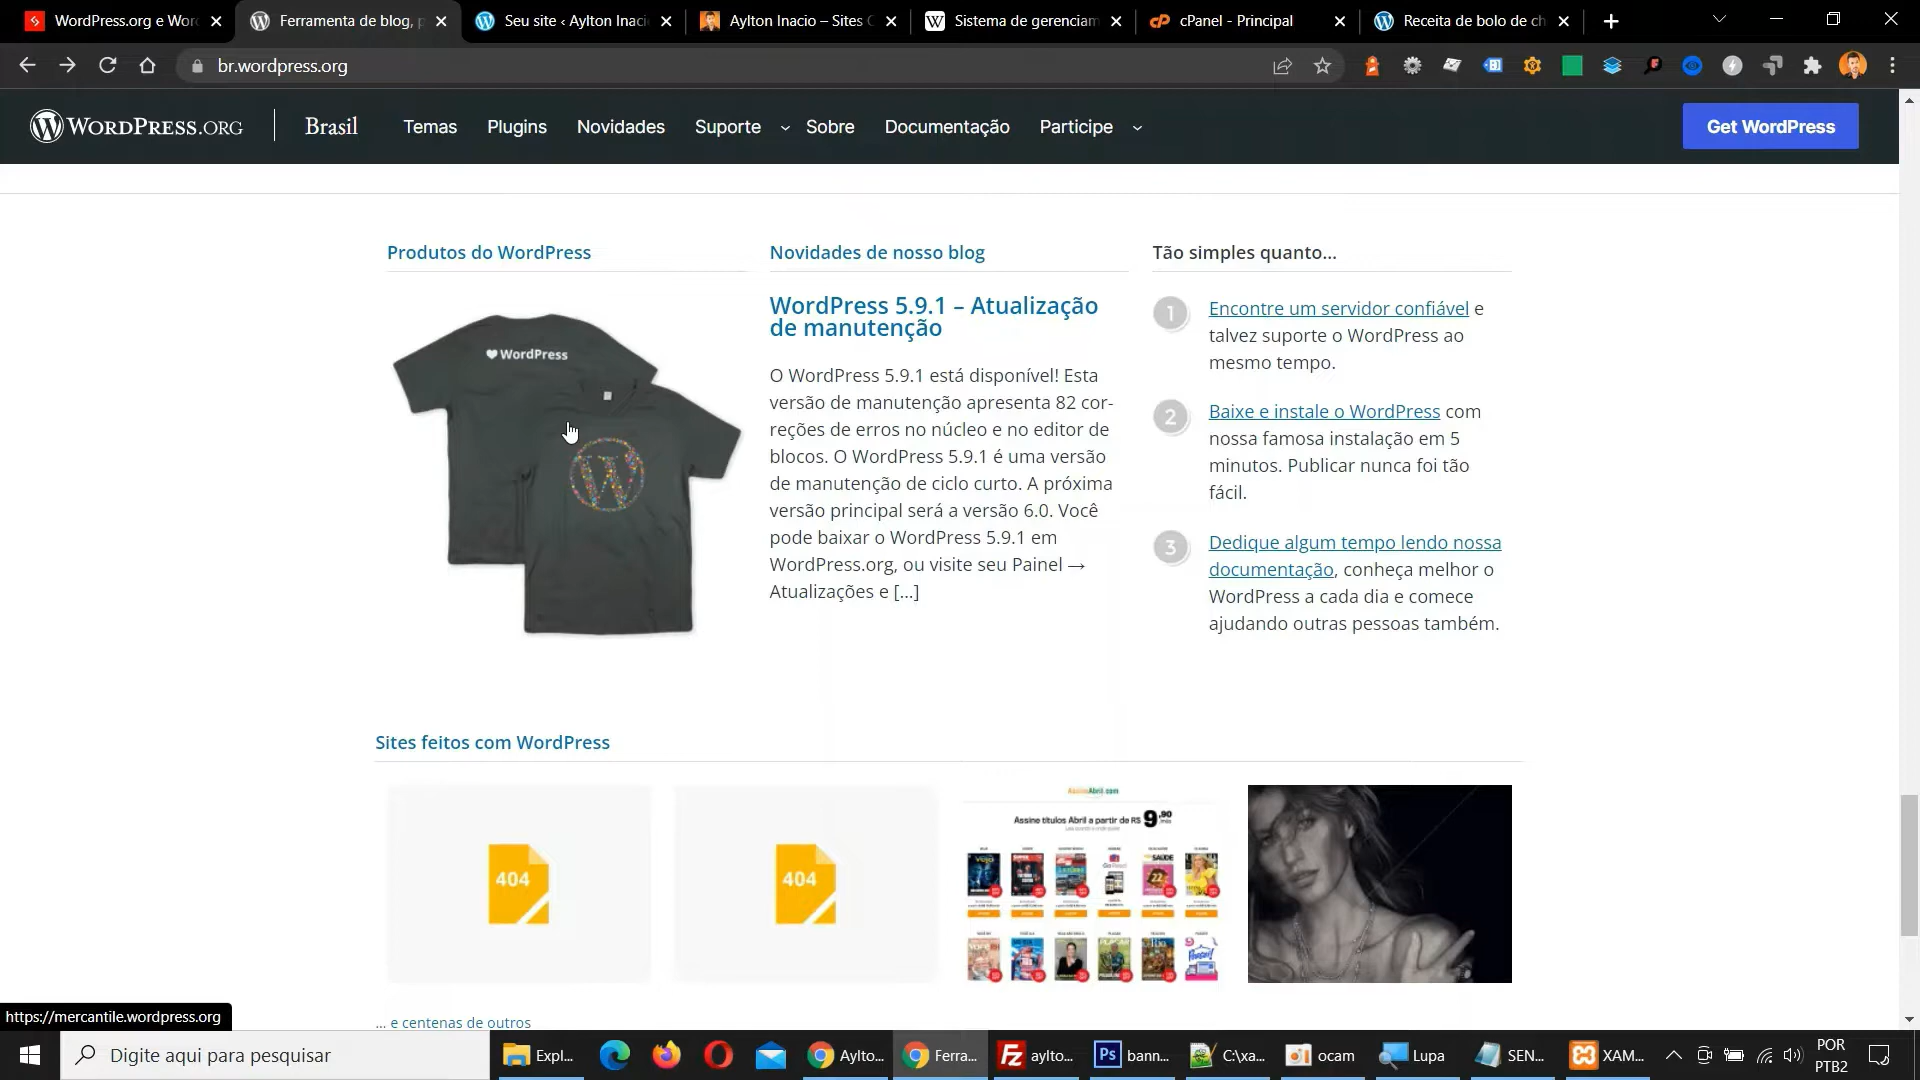 WordPress.org e Wor
Ferramenta de blog, p
Seu site ‹ Aylton Inaci
Aylton Inacio – Sites C
Sistema de gerenciam
cPanel - Principal
Receita de bolo de ch
br.wordpress.org
WORDPRESS.ORG
Brasil
Temas
Plugins
Novidades
Suporte
Sobre
Documentação
Participe
Get WordPress
Produtos do WordPress
WordPress
Novidades de nosso blog
WordPress 5.9.1 – Atualização
de manutenção
O WordPress 5.9.1 está disponível! Esta
versão de manutenção apresenta 82 cor-
reções de erros no núcleo e no editor de
blocos. O WordPress 5.9.1 é uma versão
de manutenção de ciclo curto. A próxima
versão principal será a versão 6.0. Você
pode baixar o WordPress 5.9.1 em
WordPress.org, ou visite seu Painel →
Atualizações e [...]
Tão simples quanto...
1
Encontre um servidor confiável e
talvez suporte o WordPress ao
mesmo tempo.
2
Baixe e instale o WordPress com
nossa famosa instalação em 5
minutos. Publicar nunca foi tão
fácil.
3
Dedique algum tempo lendo nossa
documentação, conheça melhor o
WordPress a cada dia e comece
ajudando outras pessoas também.
Sites feitos com WordPress
404
404
AssineAbril.com
Assine títulos Abril a partir de R$ 9,90
... e centenas de outros
https://mercantile.wordpress.org
Digite aqui para pesquisar
Expl...
Aylto...
Ferra...
aylto...
bann...
C:\xa...
ocam
Lupa
SEN...
XAM...
POR
PTB2